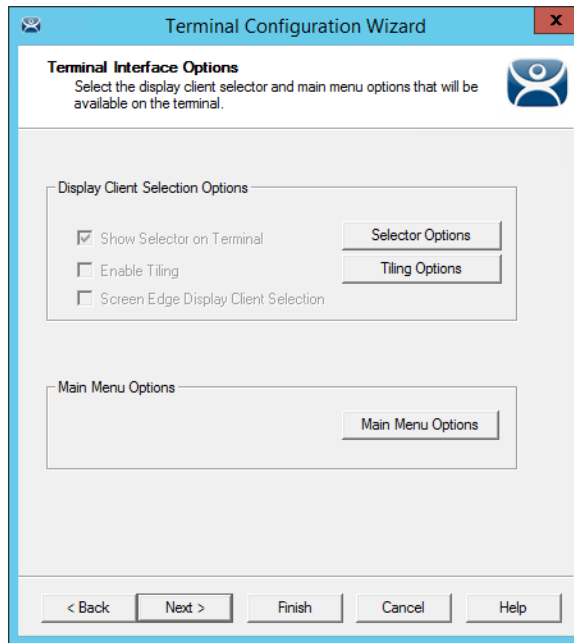 Terminal Configuration Wizard
x
Terminal Interface Options
Select the display client selector and main menu options that will be
available on the terminal.
Display Client Selection Options
Show Selector on Terminal
Selector Options
Enable Tiling
Tiling Options
Screen Edge Display Client Selection
Main Menu Options
Main Menu Options
< Back
Next >
Finish
Cancel
Help